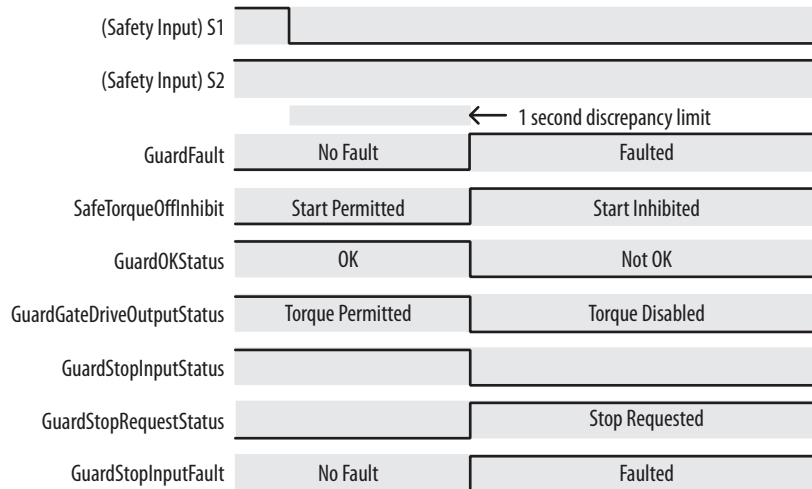 (Safety Input) S1
(Safety Input) S2
1 second discrepancy limit
GuardFault No Fault Faulted
SafeTorqueOffInhibit Start Permitted Start Inhibited
GuardOKStatus OK Not OK
GuardGateDriveOutputStatus Torque Permitted Torque Disabled
GuardStopInputStatus
GuardStopRequestStatus Stop Requested
GuardStopInputFault No Fault Faulted